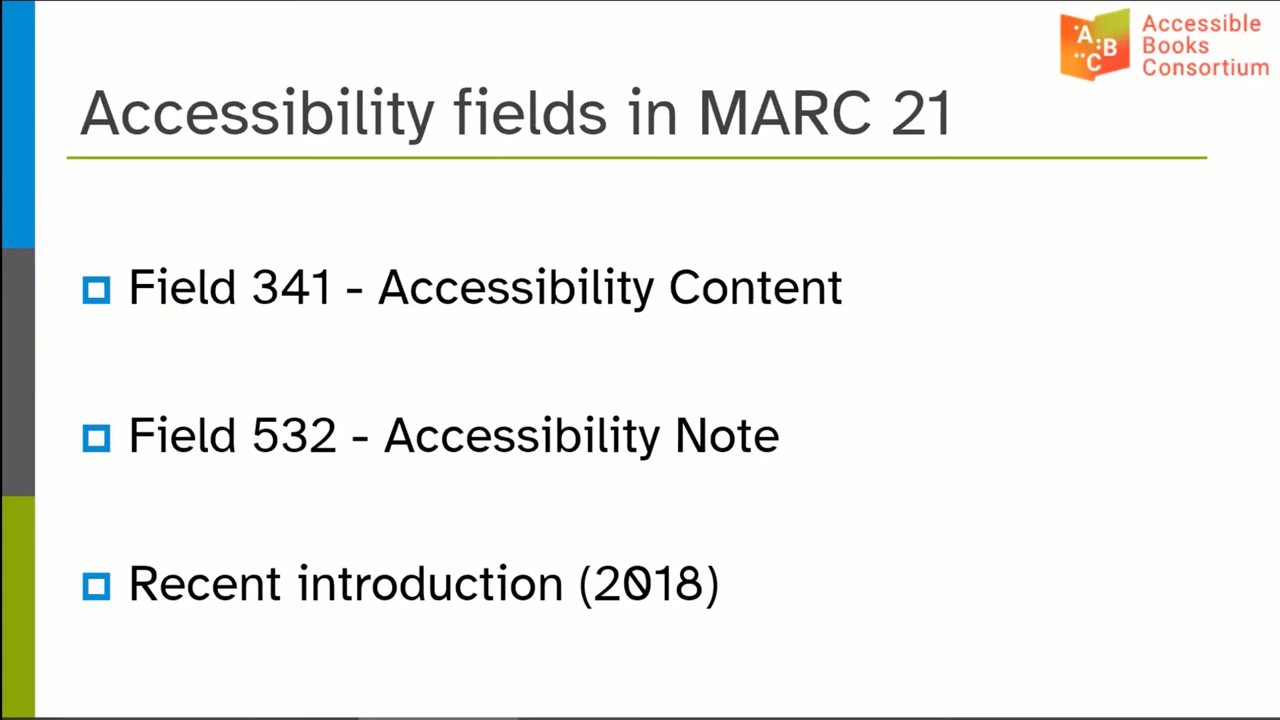 Accessible
Books
Consortium
A
B
C
Accessibility fields in MARC 21
Field 341 - Accessibility Content
Field 532 - Accessibility Note
Recent introduction (2018)